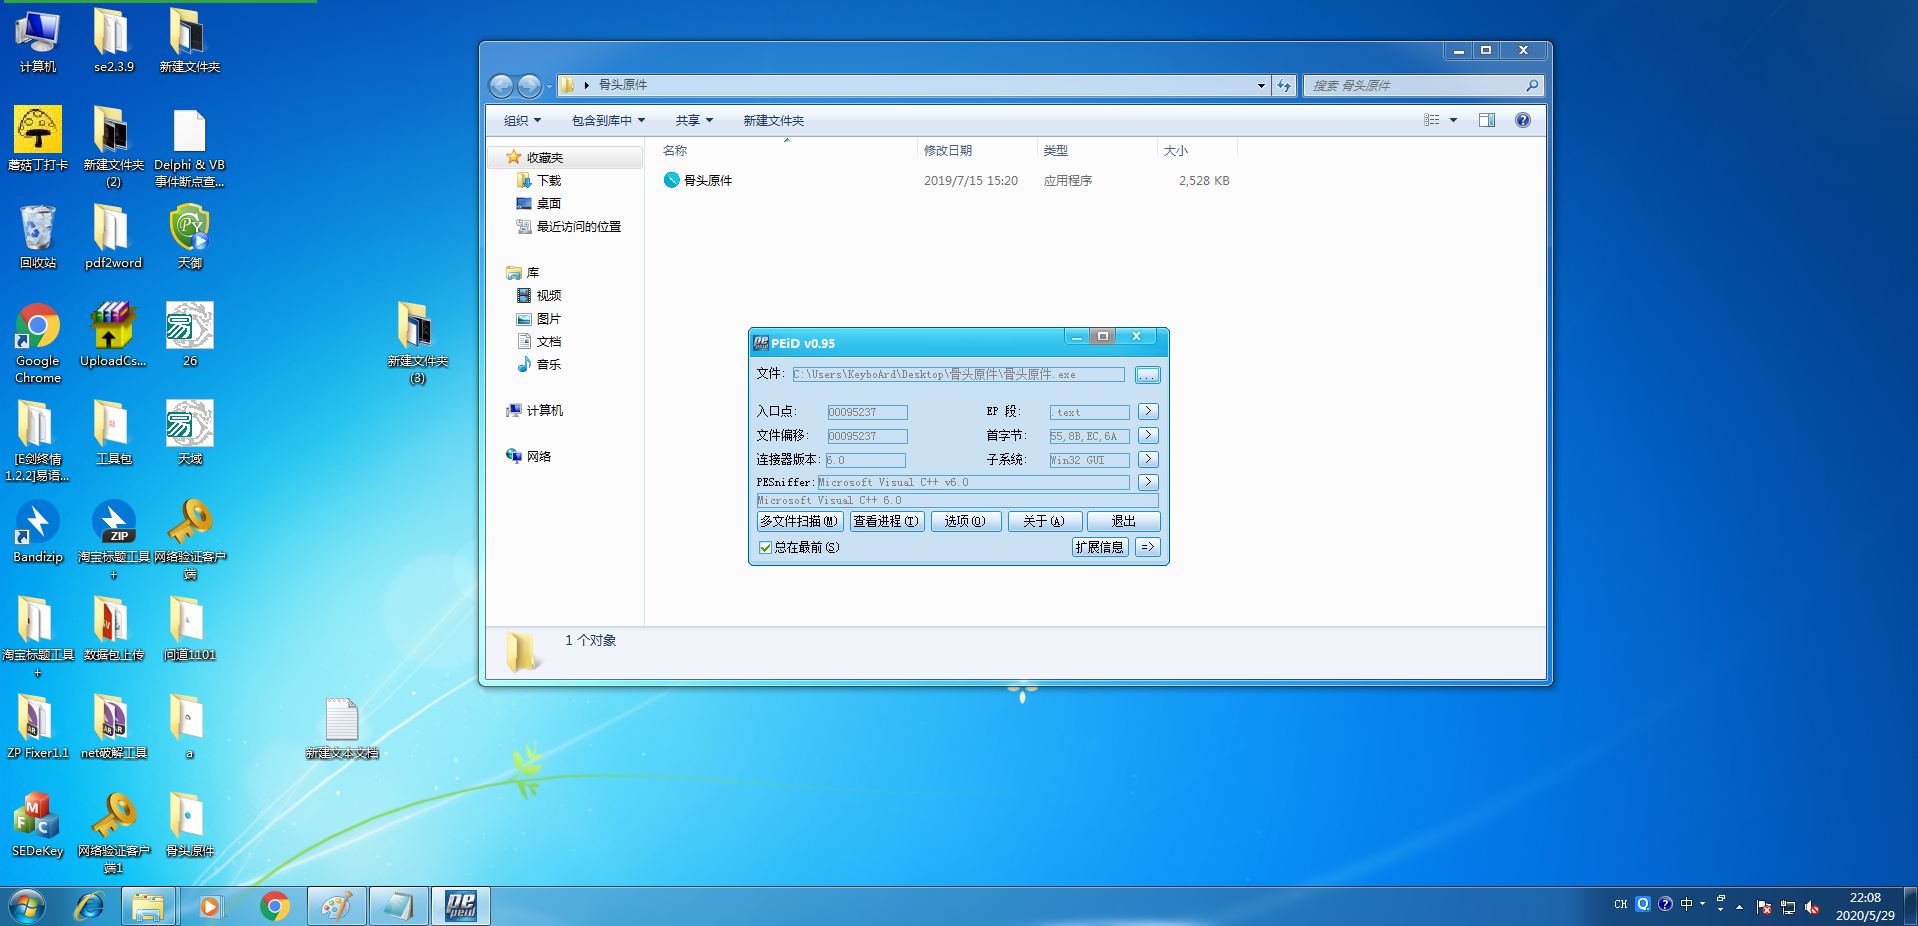 计算机
se2.3.9
新建文件夹
蘑菇丁打卡
新建文件夹
(2)
Delphi & VB
事件断点查...
回收站
pdf2word
天御
Google
Chrome
UploadCs...
26
新建文件夹
(3)
[E剑终情
1.2.2]易语...
工具包
天域
Bandizip
ZIP
淘宝标题工具
+
网络验证客户
端
淘宝标题工具
+
数据包上传
问道1101
ZP Fixer1.1
net破解工具
a
新建文本文档
SEDeKey
网络验证客户
端1
骨头原件
骨头原件
搜索 骨头原件
组织
包含到库中
共享
新建文件夹
收藏夹
下载
桌面
最近访问的位置
库
视频
图片
文档
音乐
计算机
网络
名称
修改日期
类型
大小
骨头原件
2019/7/15 15:20
应用程序
2,528 KB
PEiD v0.95
文件:
C:\Users\KeyboArd\Desktop\骨头原件\骨头原件.exe
...
入口点:
00095237
EP 段:
.text
>
文件偏移:
00095237
首字节:
55,8B,EC,6A
>
连接器版本:
6.0
子系统:
Win32 GUI
>
PESniffer:
Microsoft Visual C++ v6.0
>
Microsoft Visual C++ 6.0
多文件扫描(M)
查看进程(T)
选项(O)
关于(A)
退出
总在最前(S)
扩展信息
=>
1 个对象
CH
中
22:08
2020/5/29